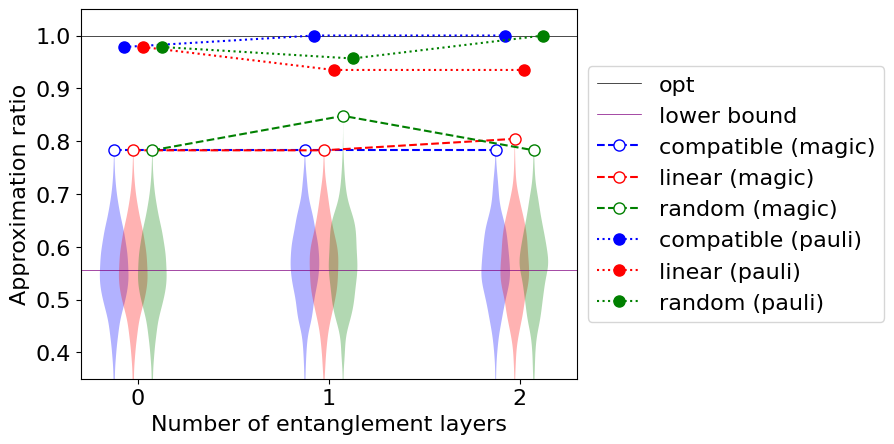 1.0
0.9
0.8
0.7
0.6
0.5
0.4
Approximation ratio
0 1 2
Number of entanglement layers
opt
lower bound
compatible (magic)
linear (magic)
random (magic)
compatible (pauli)
linear (pauli)
random (pauli)